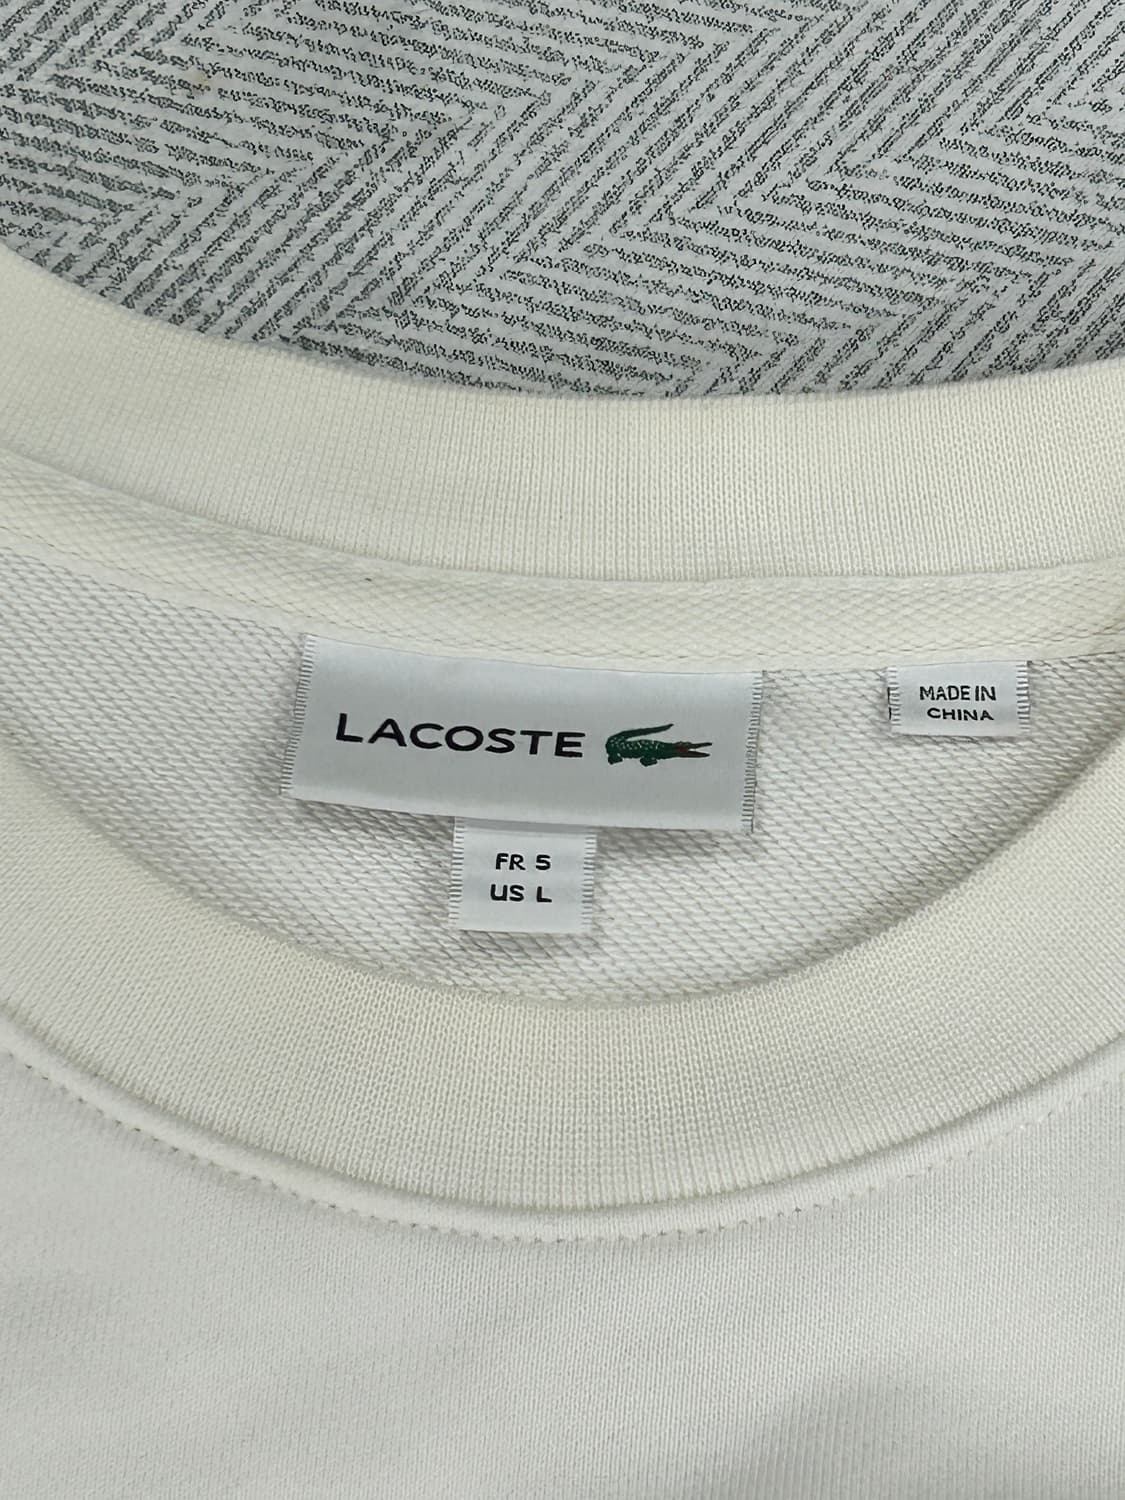 LACOSTE
MADE IN
CHINA
FR 5
US L